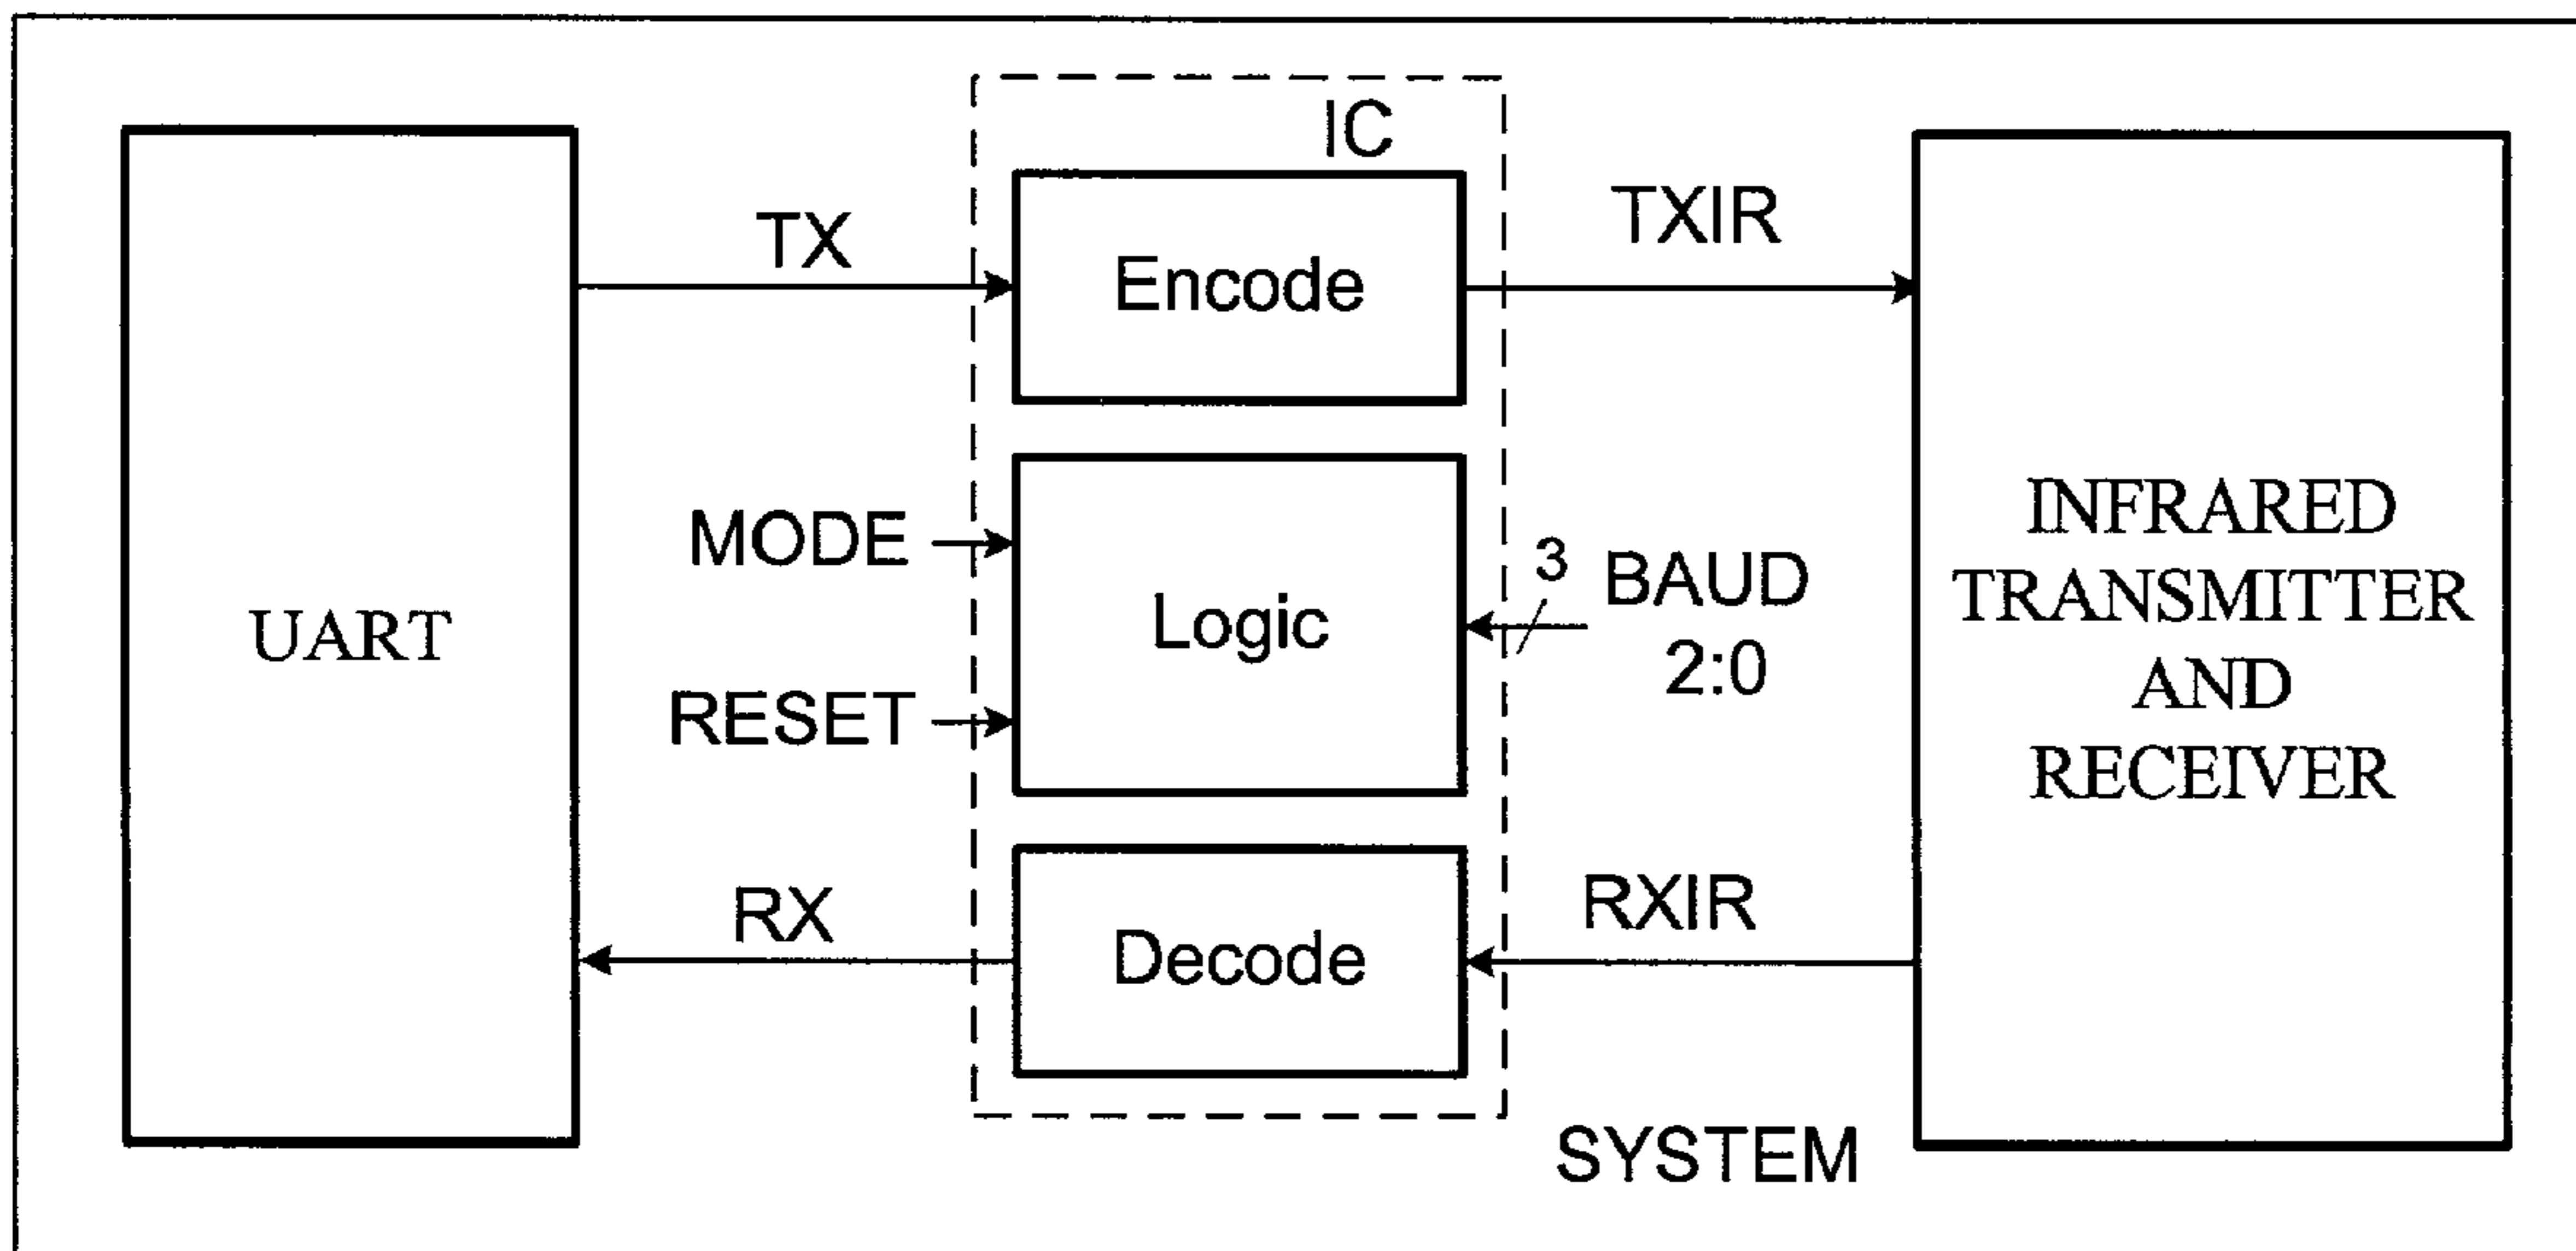 IC
TX
Encode
TXIR
UART
MODE
RESET
Logic
3
BAUD
2:0
INFRARED
TRANSMITTER
AND
RECEIVER
RX
Decode
RXIR
SYSTEM